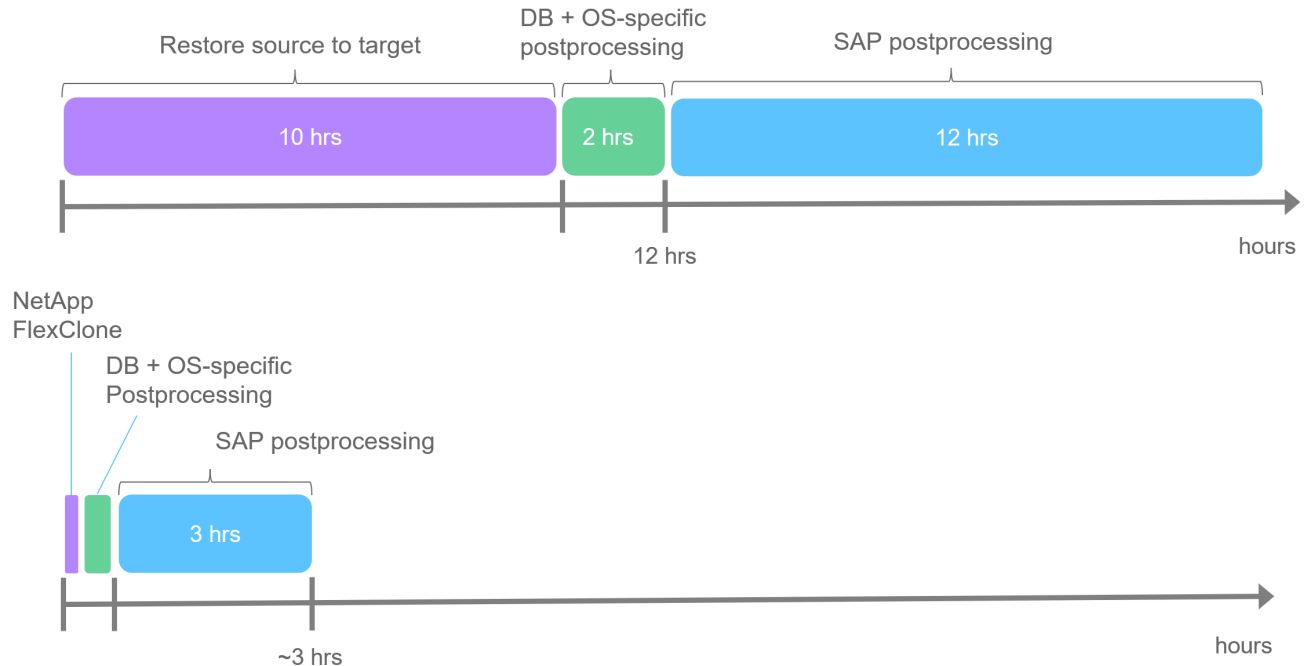 Restore source to target
DB + OS-specific
postprocessing
SAP postprocessing
10 hrs
2 hrs
12 hrs
12 hrs
hours
NetApp
FlexClone
DB + OS-specific
Postprocessing
SAP postprocessing
3 hrs
~3 hrs
hours